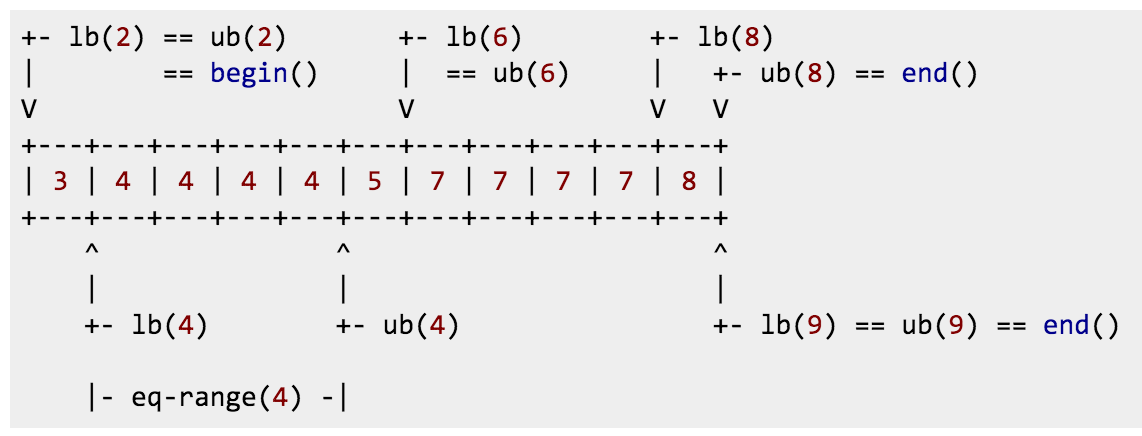 +- lb(2) == ub(2)        +- lb(6)         +- lb(8)
|         == begin()      |  == ub(6)      |   +- ub(8) == end()
V                          V                 V   V
+---+---+---+---+---+---+---+---+---+---+---+
| 3 | 4 | 4 | 4 | 4 | 5 | 7 | 7 | 7 | 7 | 8 |
+---+---+---+---+---+---+---+---+---+---+---+
    ^               ^                       ^
    |               |                       |
    +- lb(4)        +- ub(4)                +- lb(9) == ub(9) == end()
    |- eq-range(4) -|